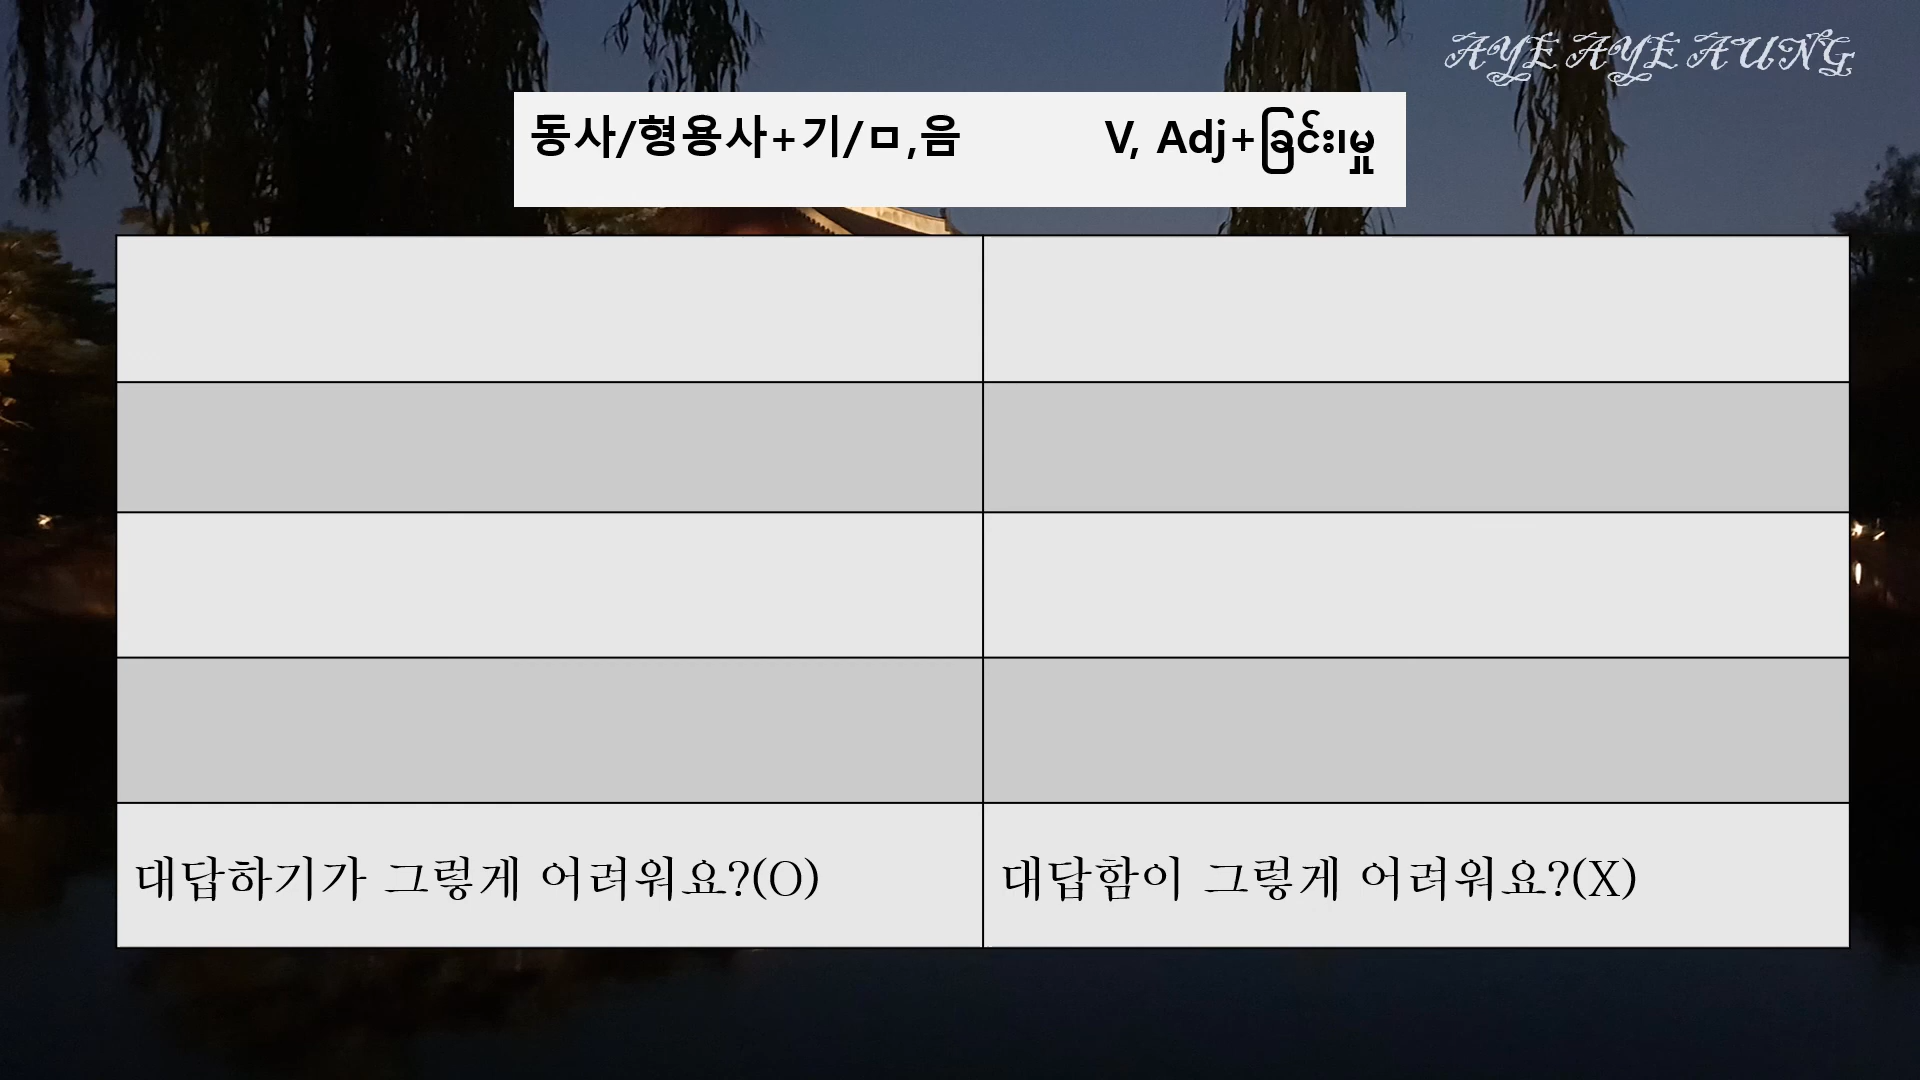 AYE AYE AUNG
동사/형용사+기/ㅁ,음 V, Adj+ခြင်း၊မှု
대답하기가 그렇게 어려워요?(O)
대답함이 그렇게 어려워요?(X)